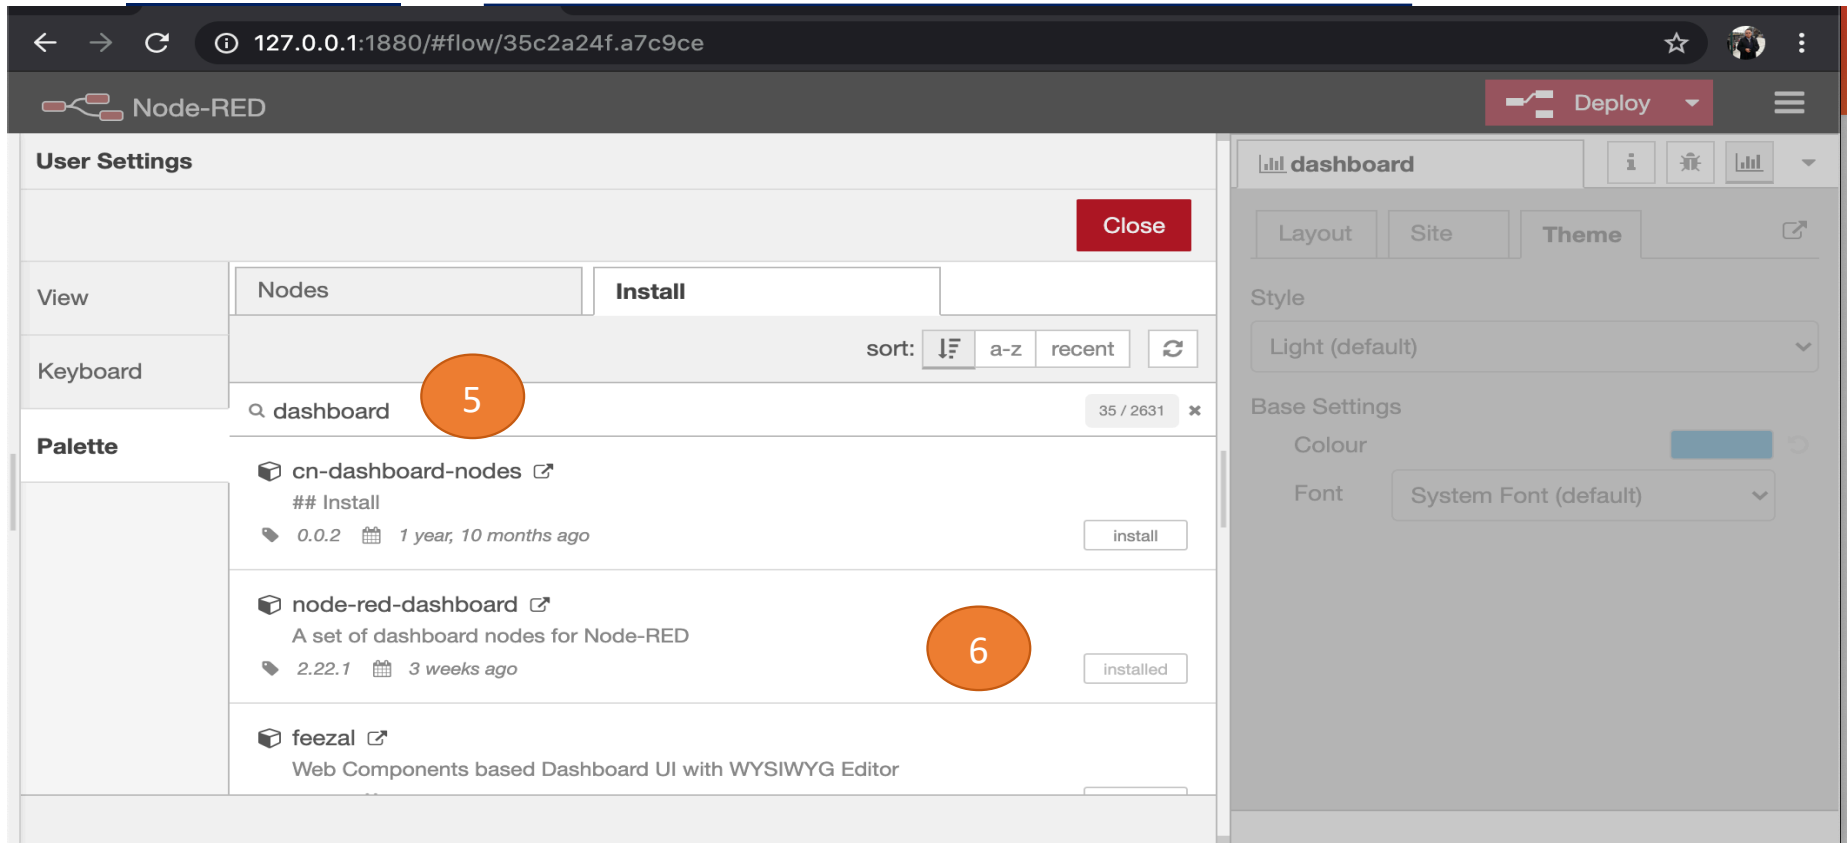 127.0.0.1:1880/#flow/35c2a24f.a7c9ce
Node-RED
Deploy
User Settings
Close
View
Keyboard
Palette
Nodes
Install
sort:
a-z
recent
dashboard
5
35 / 2631
cn-dashboard-nodes
## Install
0.0.2
1 year, 10 months ago
install
node-red-dashboard
A set of dashboard nodes for Node-RED
2.22.1
3 weeks ago
6
installed
feezal
Web Components based Dashboard UI with WYSIWYG Editor
dashboard
i
Layout
Site
Theme
Style
Light (default)
Base Settings
Colour
Font
System Font (default)